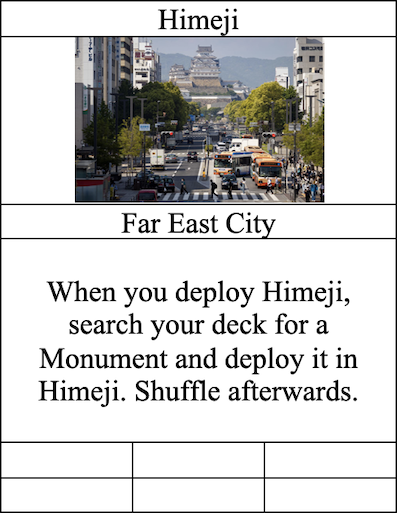 Himeji
Far East City
When you deploy Himeji,
search your deck for a
Monument and deploy it in
Himeji. Shuffle afterwards.